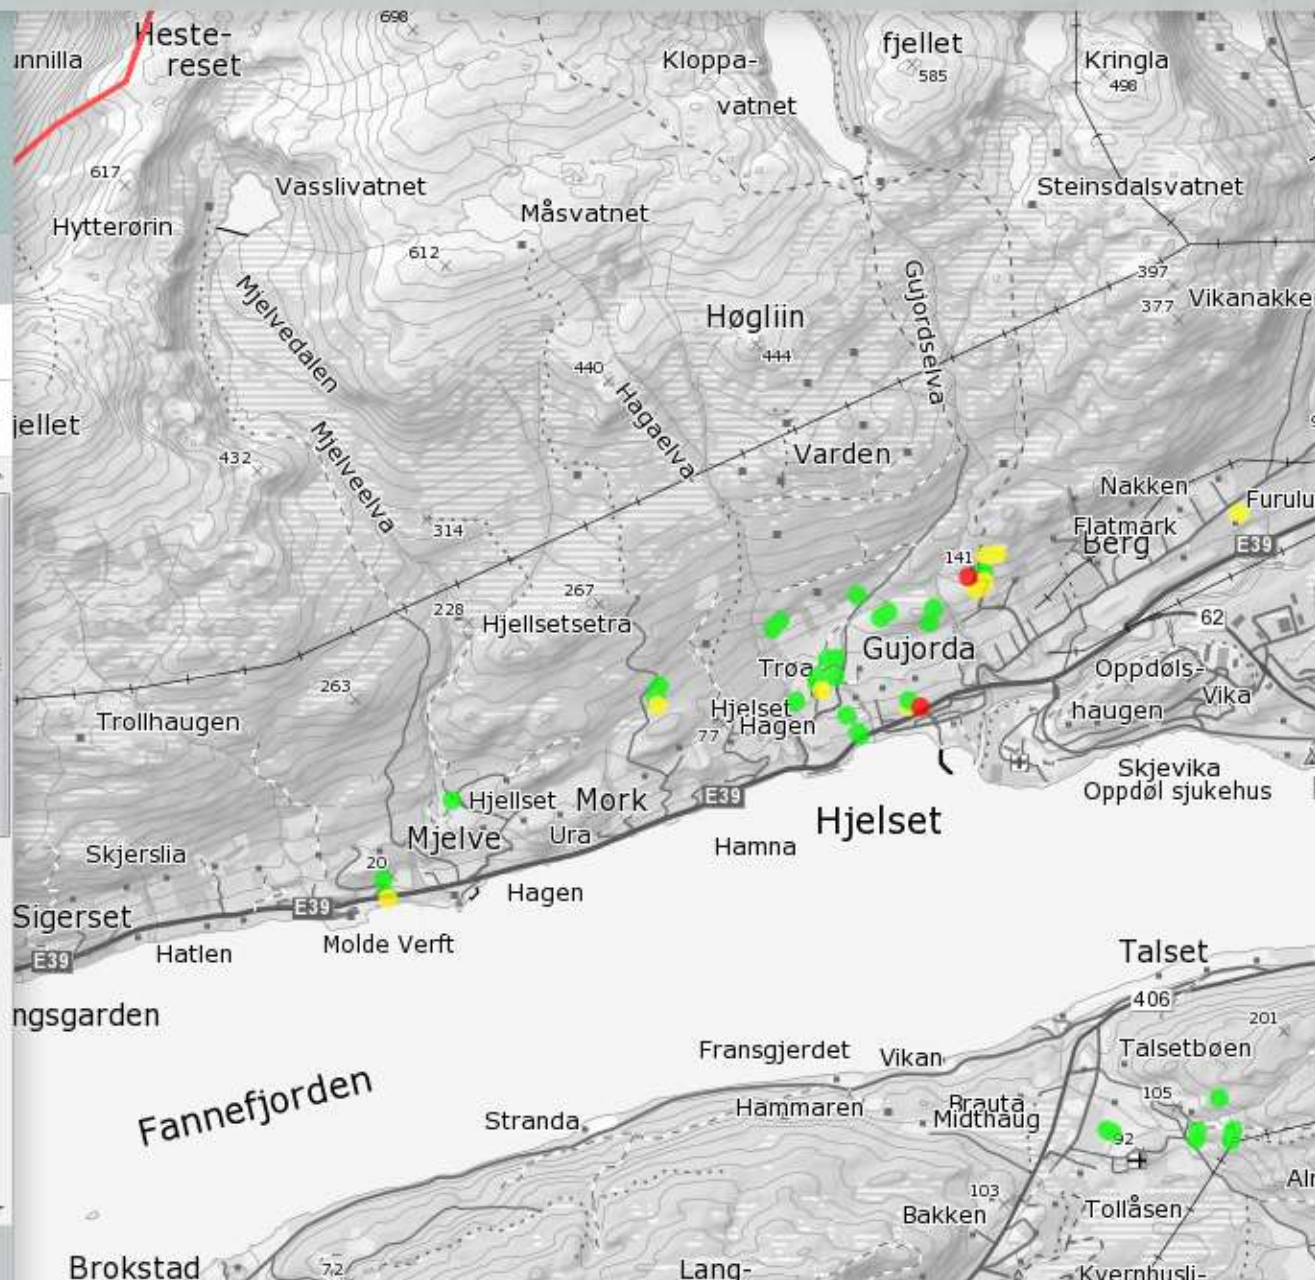 698
Heste-
reset
unnilla
Kloppa-
vatnet
fjellet
585
Kringla
498
617
Vasslivatnet
Måsvatnet
Steinsdalsvatnet
Hytterørin
612
397
377
Vikanakke
Mjelvedalen
Høgliin
444
Gujordselva
440
Hagaelva
jellet
432
Mjelveelva
Varden
Nakken
Furulu
314
Flatmark
Berg
E39
141
267
228
Hjellsetsetra
62
Gujorda
Trøa
Oppdøls-
haugen
Vika
263
Trollhaugen
Hjelset
Hagen
77
Skjevika
Oppdøl sjukehus
E39
Hjellset
Mork
Hjelset
Mjelve
Ura
Hamna
Skjerslia
20
Hagen
E39
Sigerset
Molde Verft
Hatlen
E39
Talset
406
ngsgarden
201
Talsetbøen
Fransgjerdet
Vikan
105
Fannefjorden
Stranda
Hammaren
Brauta
Midthaug
92
103
Bakken
Tollåsen
Brokstad
72
Lang-
Kvernhusli-